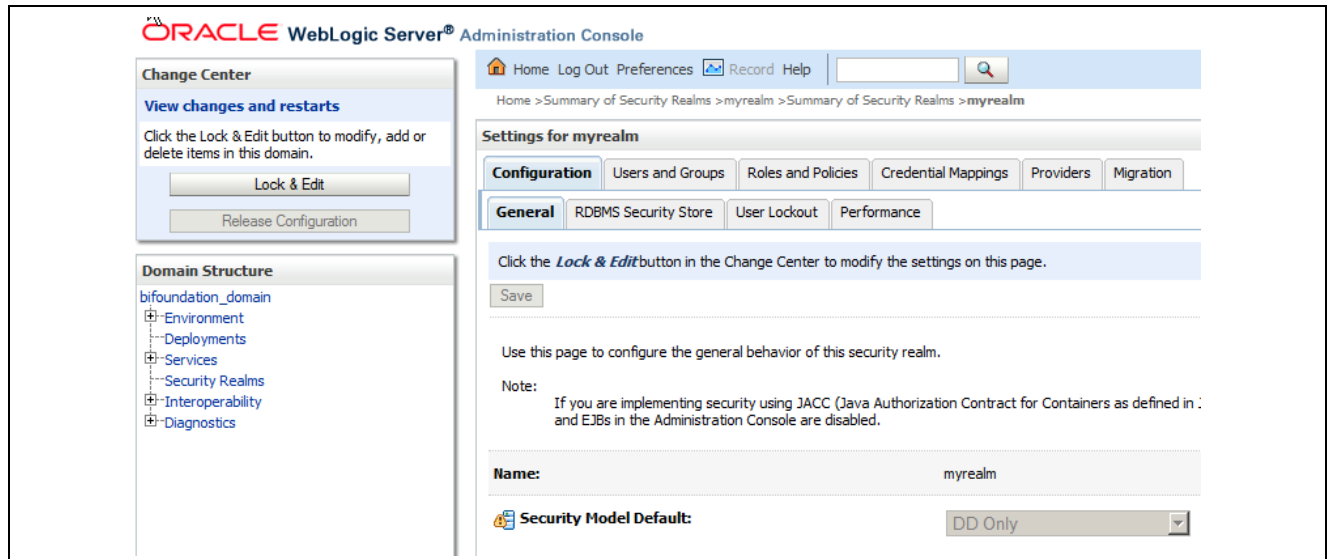 ORACLE WebLogic Server® Administration Console
Change Center
View changes and restarts
Click the Lock & Edit button to modify, add or
delete items in this domain.
Lock & Edit
Release Configuration
Domain Structure
bifoundation_domain
Environment
Deployments
Services
Security Realms
Interoperability
Diagnostics
Home Log Out Preferences Record Help
Home >Summary of Security Realms >myrealm >Summary of Security Realms >myrealm
Settings for myrealm
Configuration Users and Groups Roles and Policies Credential Mappings Providers Migration
General RDBMS Security Store User Lockout Performance
Click the Lock & Edit button in the Change Center to modify the settings on this page.
Save
Use this page to configure the general behavior of this security realm.
Note:
If you are implementing security using JACC (Java Authorization Contract for Containers as defined in
and EJBs in the Administration Console are disabled.
Name: myrealm
Security Model Default: DD Only